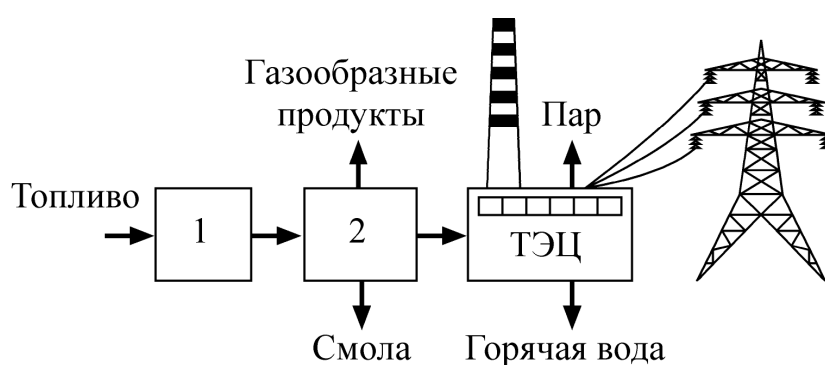 Газообразные
продукты
Пар
Топливо
1
2
ТЭЦ
Смола
Горячая вода